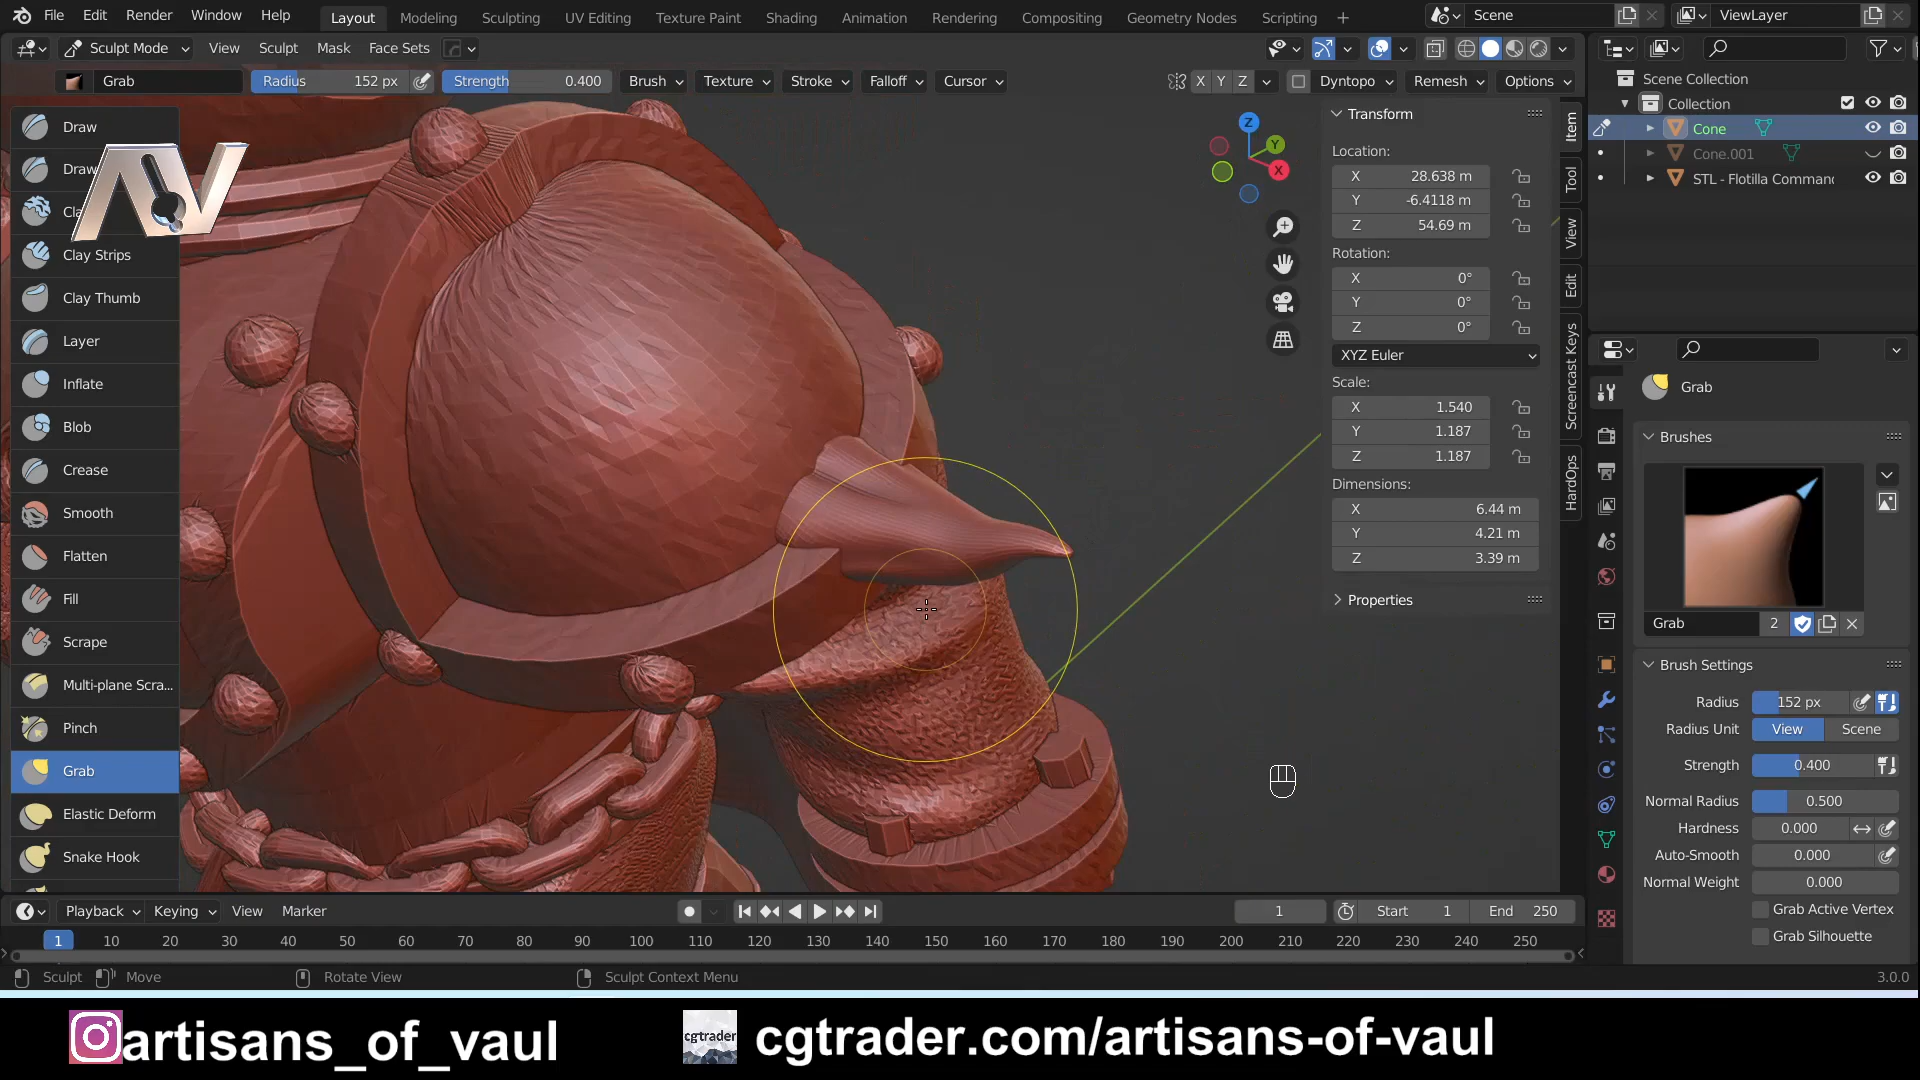 File Edit Render Window Help Layout Modeling Sculpting UV Editing Texture Paint Shading Animation Rendering Compositing Geometry Nodes Scripting + Scene ViewLayer
Sculpt Mode View Sculpt Mask Face Sets
Grab Radius 152 px Strength 0.400 Brush Texture Stroke Falloff Cursor X Y Z Dyntopo Remesh Options
Draw
Draw
Cla
Clay Strips
Clay Thumb
Layer
Inflate
Blob
Crease
Smooth
Flatten
Fill
Scrape
Multi-plane Scra...
Pinch
Grab
Elastic Deform
Snake Hook
AV
Z
Y
X
Transform
Location:
X 28.638 m
Y -6.4118 m
Z 54.69 m
Rotation:
X 0°
Y 0°
Z 0°
XYZ Euler
Scale:
X 1.540
Y 1.187
Z 1.187
Dimensions:
X 6.44 m
Y 4.21 m
Z 3.39 m
Properties
Item
Tool
View
Edit
Screencast Keys
HardOps
Scene Collection
Collection
Cone
Cone.001
STL - Flotilla Comman
Grab
Brushes
Grab 2
Brush Settings
Radius 152 px
Radius Unit View Scene
Strength 0.400
Normal Radius 0.500
Hardness 0.000
Auto-Smooth 0.000
Normal Weight 0.000
Grab Active Vertex
Grab Silhouette
Playback Keying View Marker 1 Start 1 End 250
1 10 20 30 40 50 60 70 80 90 100 110 120 130 140 150 160 170 180 190 200 210 220 230 240 250
Sculpt Move Rotate View Sculpt Context Menu 3.0.0
artisans_of_vaul
cgtrader
cgtrader.com/artisans-of-vaul